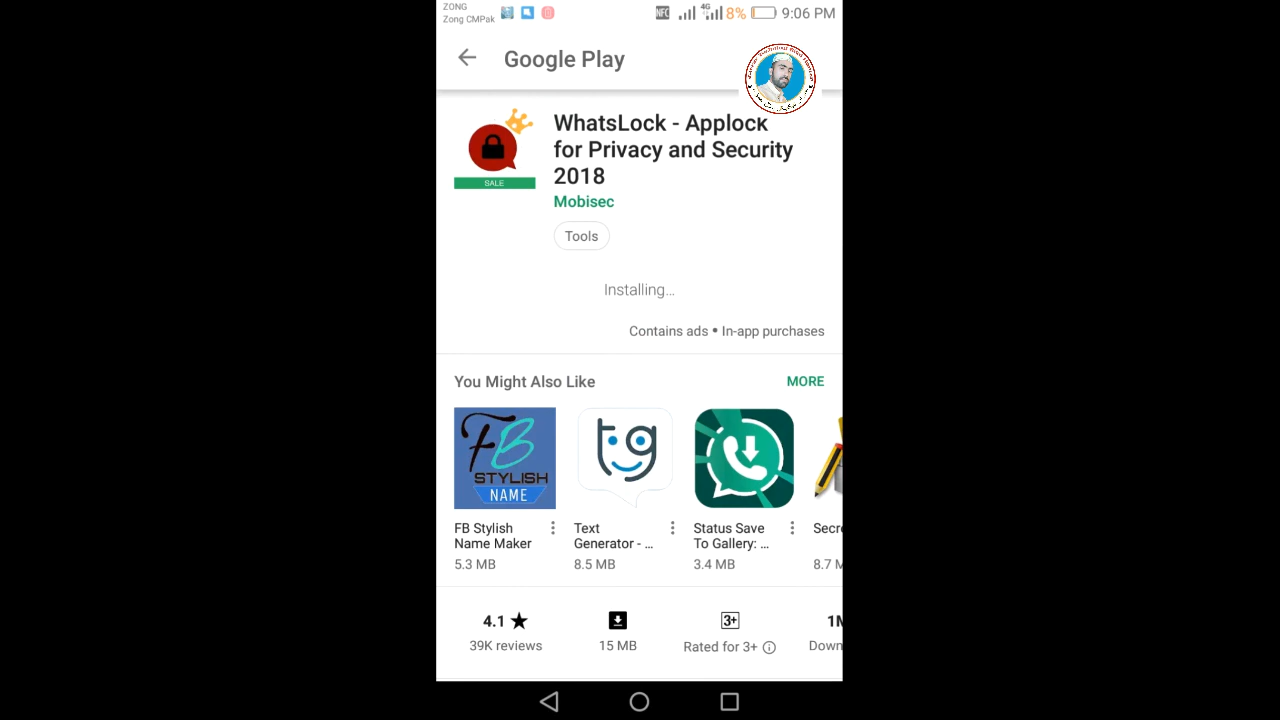 ZONG
Zong CMPak
NFC
4G
8%
9:06 PM
Google Play
WhatsLock - Applock
for Privacy and Security
2018
SALE
Mobisec
Tools
Installing…
Contains ads • In-app purchases
You Might Also Like
MORE
FB
STYLISH
NAME
tg
FB Stylish
Name Maker
5.3 MB
Text
Generator - …
8.5 MB
Status Save
To Gallery: …
3.4 MB
Secr
8.7 M
4.1 ★
39K reviews
15 MB
3+
Rated for 3+
1M
Down